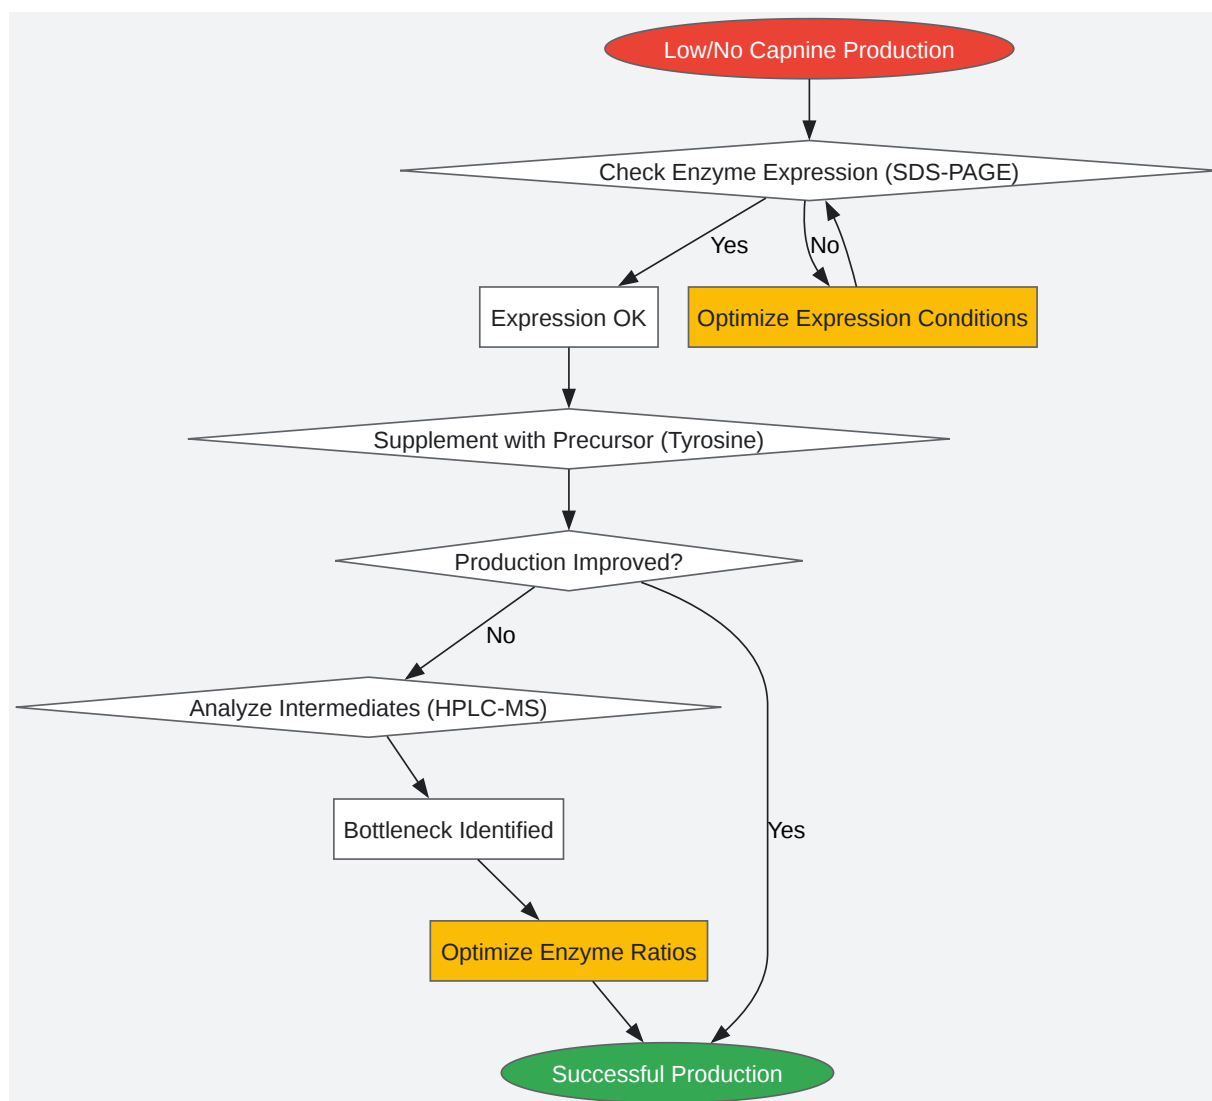 Low/No Capnine Production
Check Enzyme Expression (SDS-PAGE)
Yes
No
Expression OK
Optimize Expression Conditions
Supplement with Precursor (Tyrosine)
Production Improved?
No
Analyze Intermediates (HPLC-MS)
Bottleneck Identified
Yes
Optimize Enzyme Ratios
Successful Production